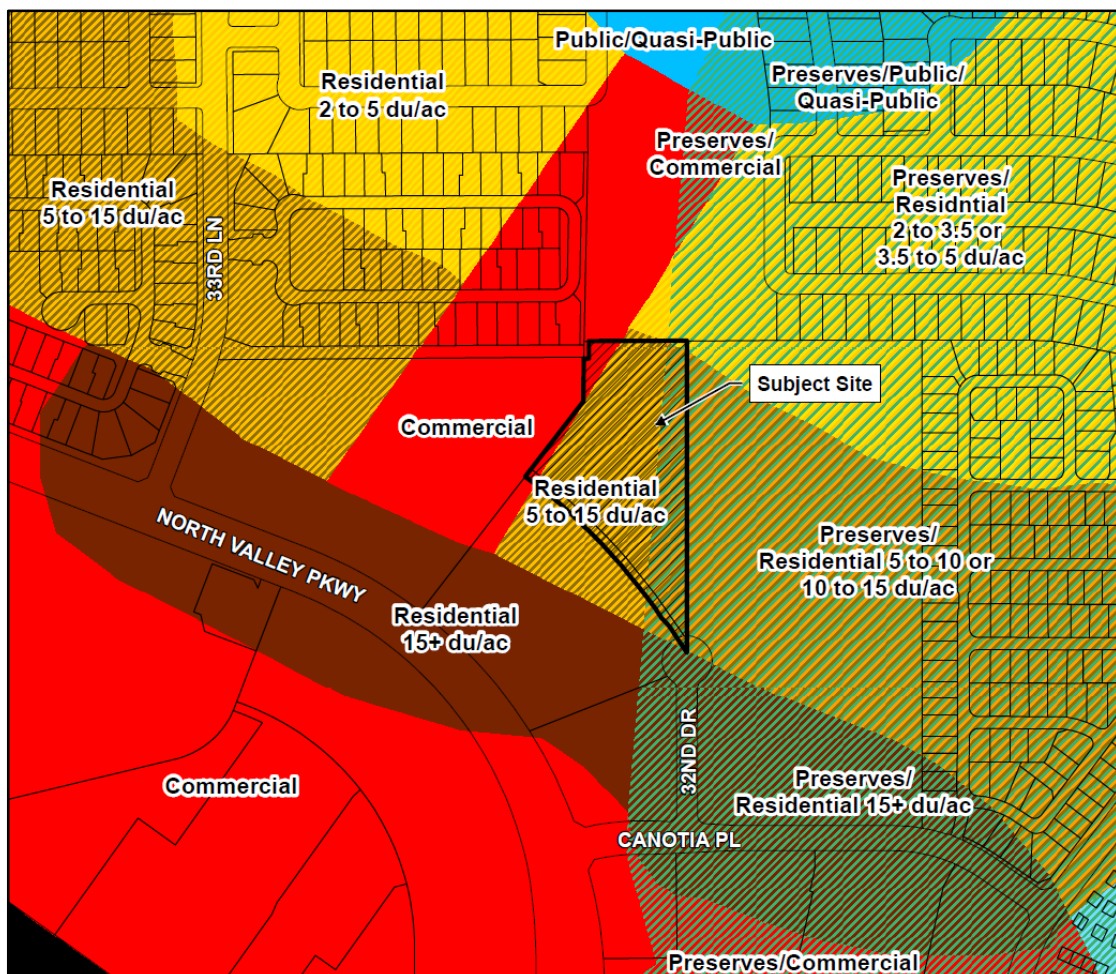 Public/Quasi-Public
Residential
2 to 5 du/ac
Preserves/Public/
Quasi-Public
Preserves/
Commercial
Residential
5 to 15 du/ac
Preserves/
Residntial
2 to 3.5 or
3.5 to 5 du/ac
33RD LN
Subject Site
Commercial
Residential
5 to 15 du/ac
NORTH VALLEY PKWY
Preserves/
Residential 5 to 10 or
10 to 15 du/ac
Residential
15+ du/ac
32ND DR
Commercial
Preserves/
Residential 15+ du/ac
CANOTIA PL
Preserves/Commercial